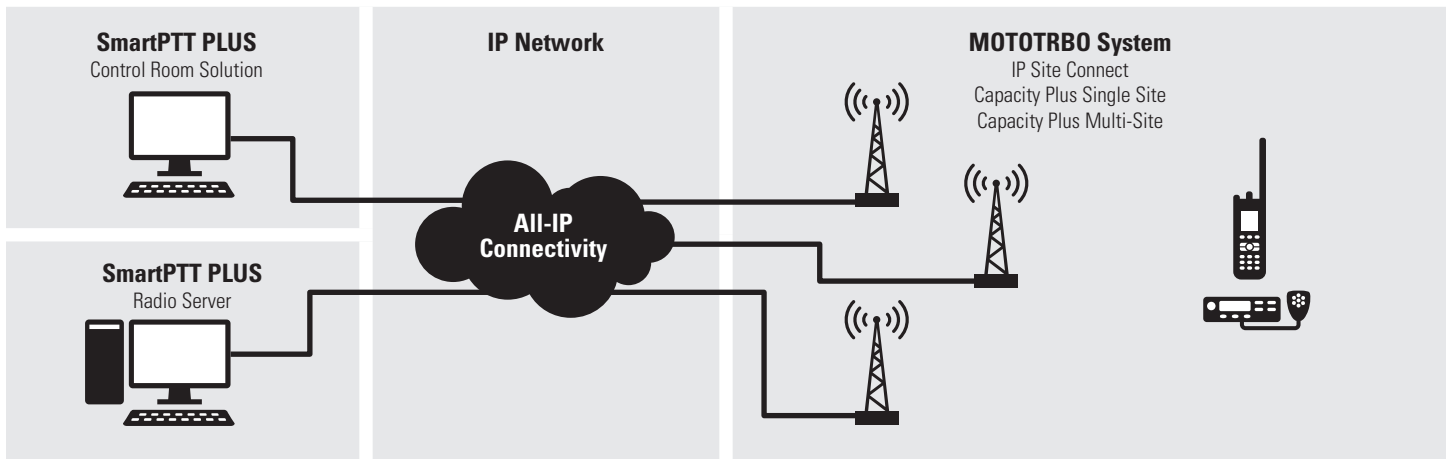 SmartPTT PLUS
Control Room Solution
SmartPTT PLUS
Radio Server
IP Network
All-IP
Connectivity
MOTOTRBO System
IP Site Connect
Capacity Plus Single Site
Capacity Plus Multi-Site